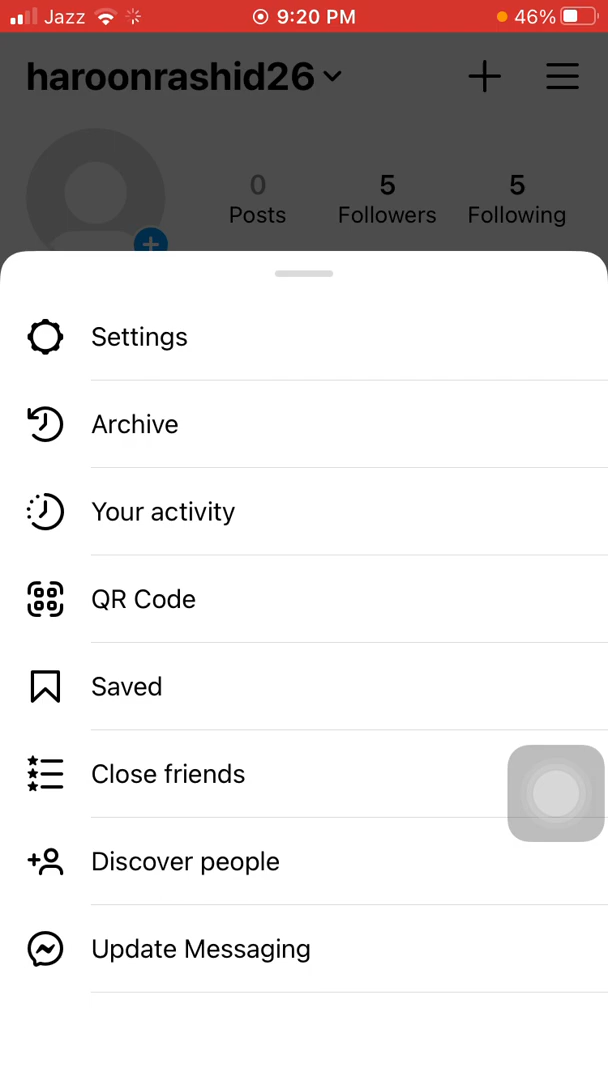 Jazz 9:20 PM 46%
haroonrashid26
0 5 5
Posts Followers Following
Settings
Archive
Your activity
QR Code
Saved
Close friends
Discover people
Update Messaging